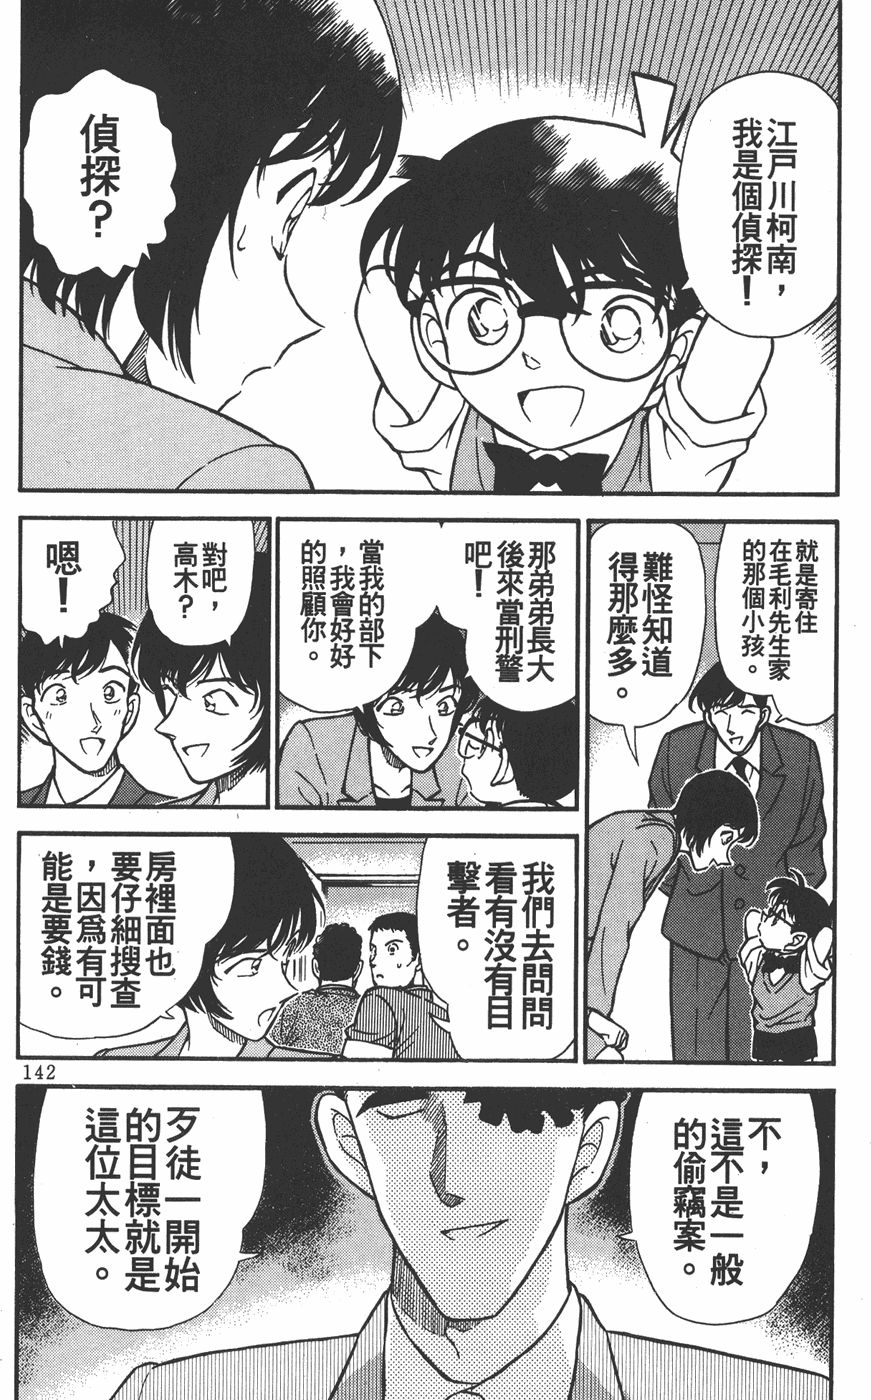 江戸川柯南，
我是個偵探！
偵探？
就是寄住
在毛利先生家
的那個小孩。
難怪知道
得那麼多。
那弟弟長大
後來當刑警
吧！
當我的部下
，我會好好
的照顧你。
對吧，
高木？
嗯！
我們去問問
看有沒有目
擊者。
房裡面也
要仔細搜查
，因爲有可
能是要錢。
142
不，
這不是一般
的偷竊案。
歹徒一開始
的目標就是
這位太太。